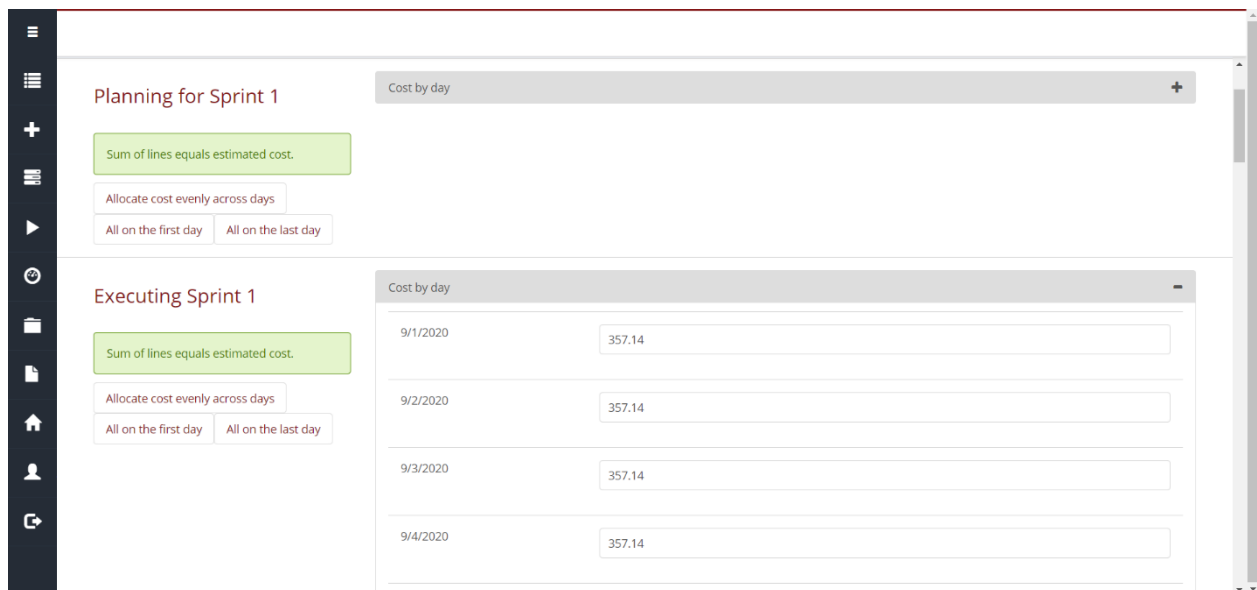 Planning for Sprint 1
Cost by day
Sum of lines equals estimated cost.
Allocate cost evenly across days
All on the first day
All on the last day
Executing Sprint 1
Cost by day
Sum of lines equals estimated cost.
Allocate cost evenly across days
All on the first day
All on the last day
9/1/2020
357.14
9/2/2020
357.14
9/3/2020
357.14
9/4/2020
357.14